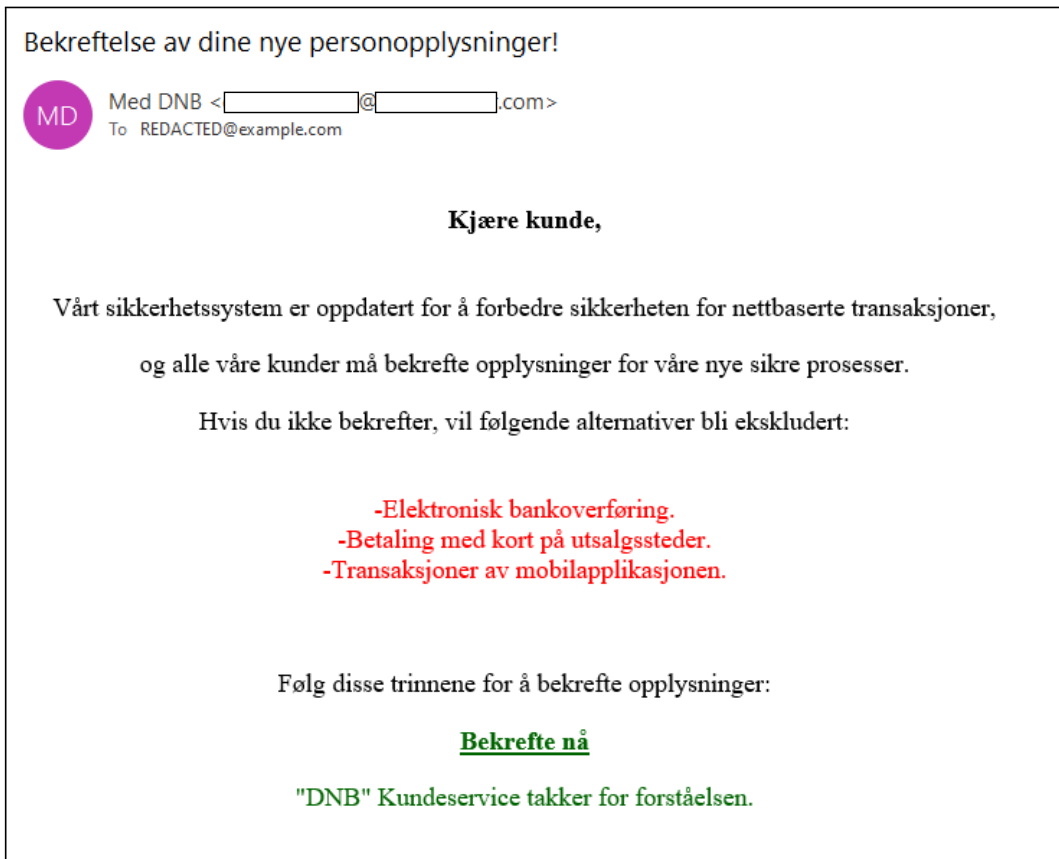 Bekreftelse av dine nye personopplysninger!
MD
Med DNB <@.com>
To REDACTED@example.com
Kjære kunde,
Vårt sikkerhetssystem er oppdatert for å forbedre sikkerheten for nettbaserte transaksjoner,
og alle våre kunder må bekrefte opplysninger for våre nye sikre prosesser.
Hvis du ikke bekrefter, vil følgende alternativer bli ekskludert:
-Elektronisk bankoverføring.
-Betaling med kort på utsalgssteder.
-Transaksjoner av mobilapplikasjonen.
Følg disse trinnene for å bekrefte opplysninger:
Bekrefte nå
"DNB" Kundeservice takker for forståelsen.